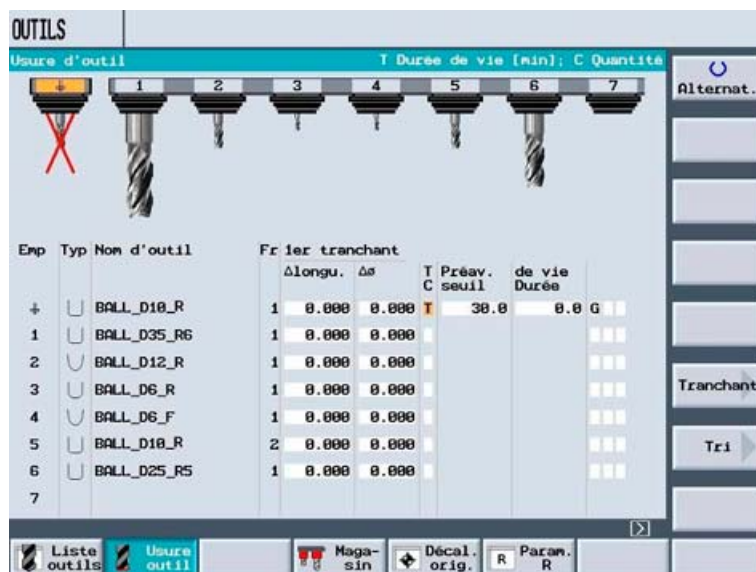 OUTILS
Usure d'outil T Durée de vie [min]; C Quantité
Alternat.
1 2 3 4 5 6 7
Emp Typ Nom d'outil Fr 1er tranchant
Δlongu. Δø T Préav. de vie
C seuil Durée
BALL_D10_R 1 0.000 0.000 T 30.0 0.0 G
1 BALL_D35_R6 1 0.000 0.000
2 BALL_D12_R 1 0.000 0.000
3 BALL_D6_R 1 0.000 0.000
4 BALL_D6_F 1 0.000 0.000
5 BALL_D10_R 2 0.000 0.000
6 BALL_D25_R5 1 0.000 0.000
7
Tranchant
Tri
Liste outils
Usure outil
Maga-
sin
Décal.
orig.
R Param.
R